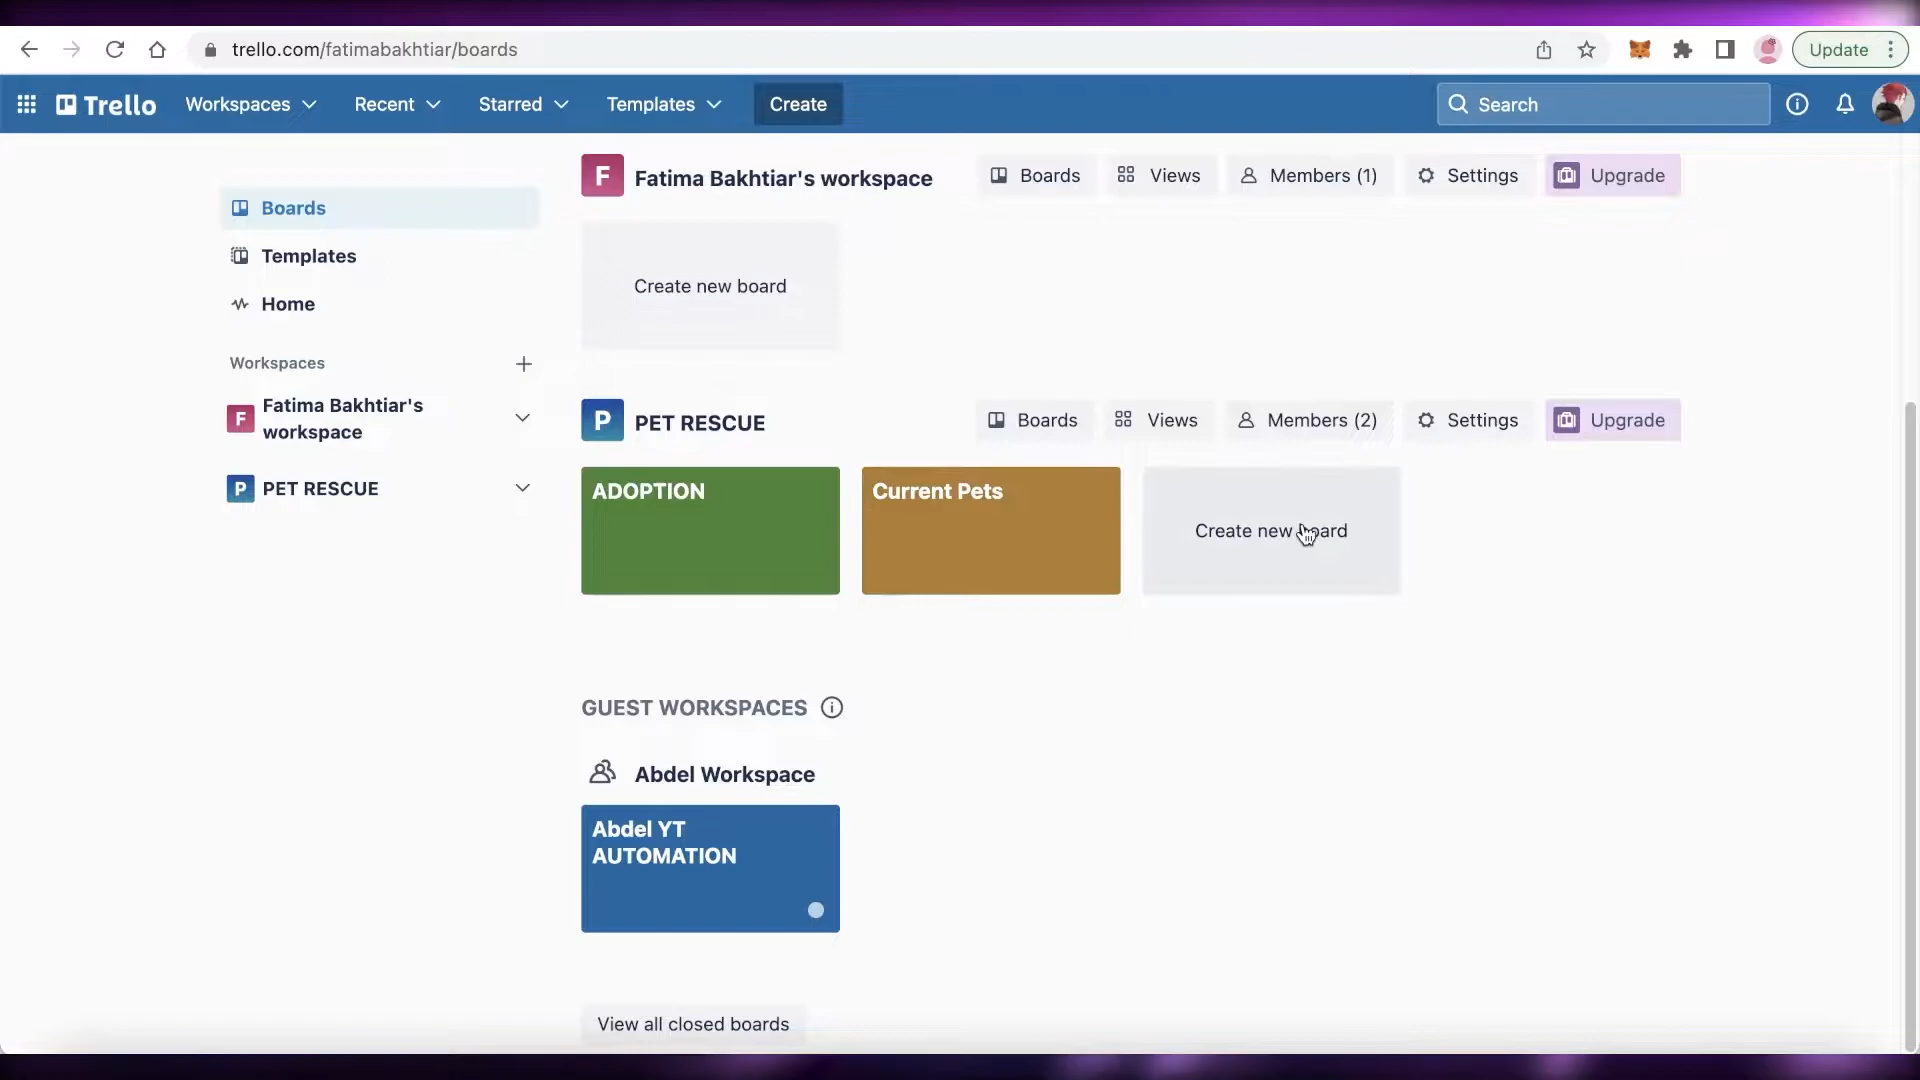 trello.com/fatimabakhtiar/boards
Update
Trello
Workspaces
Recent
Starred
Templates
Create
Search
Boards
Templates
Home
Workspaces
F
Fatima Bakhtiar's
workspace
P
PET RESCUE
F
Fatima Bakhtiar's workspace
Boards
Views
Members (1)
Settings
Upgrade
Create new board
P
PET RESCUE
Boards
Views
Members (2)
Settings
Upgrade
ADOPTION
Current Pets
Create new board
GUEST WORKSPACES
Abdel Workspace
Abdel YT
AUTOMATION
View all closed boards